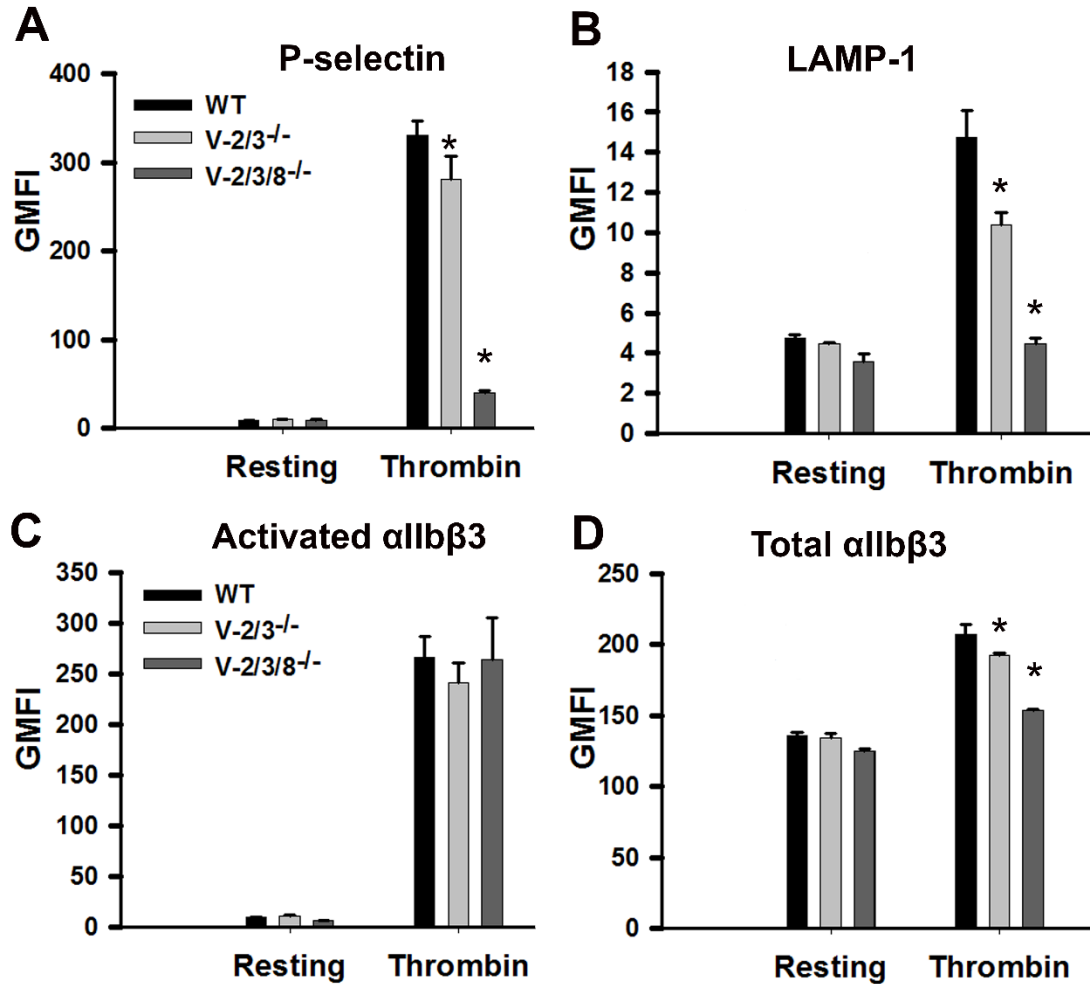 A
P-selectin
GMFI
400
300
200
100
0
WT
V-2/3-/-
V-2/3/8-/-
*
*
Resting Thrombin
B
LAMP-1
GMFI
18
16
14
12
10
8
6
4
2
0
*
*
Resting Thrombin
C
Activated αIIbβ3
GMFI
350
300
250
200
150
100
50
0
WT
V-2/3-/-
V-2/3/8-/-
Resting Thrombin
D
Total αIIbβ3
GMFI
250
200
150
100
50
0
*
*
Resting Thrombin